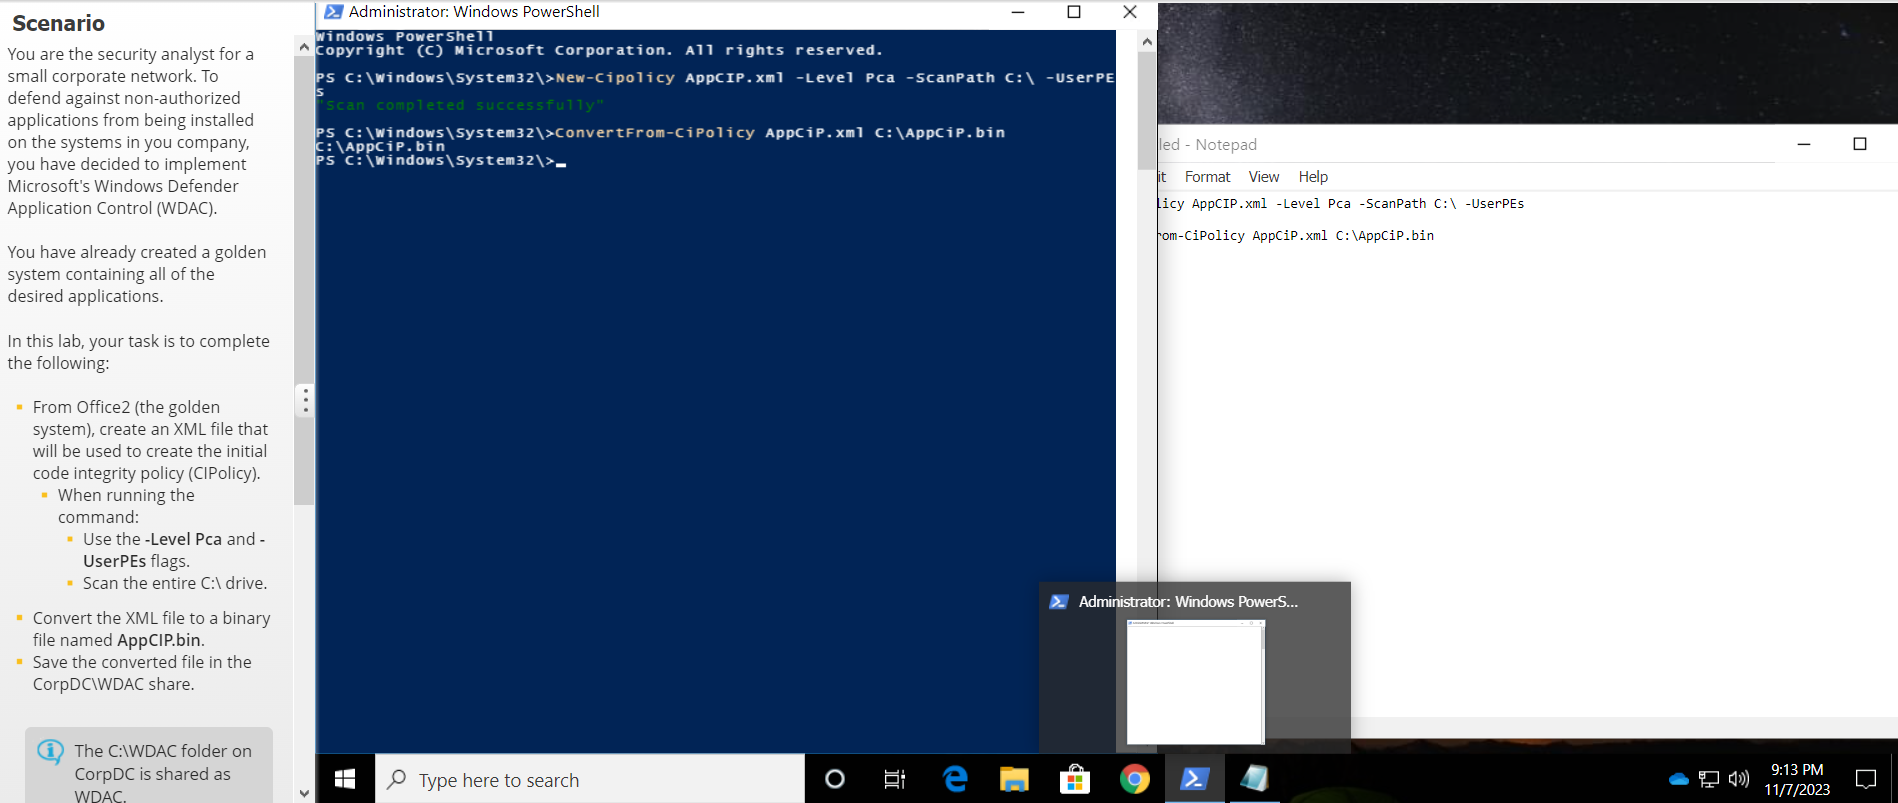 Scenario
You are the security analyst for a
small corporate network. To
defend against non-authorized
applications from being installed
on the systems in you company,
you have decided to implement
Microsoft's Windows Defender
Application Control (WDAC).
You have already created a golden
system containing all of the
desired applications.
In this lab, your task is to complete
the following:
From Office2 (the golden
system), create an XML file that
will be used to create the initial
code integrity policy (CIPolicy).
When running the
command:
Use the -Level Pca and -
UserPEs flags.
Scan the entire C:\ drive.
Convert the XML file to a binary
file named AppCIP.bin.
Save the converted file in the
CorpDC\WDAC share.
The C:\WDAC folder on
CorpDC is shared as
WDAC.
Administrator: Windows PowerShell
Windows PowerShell
Copyright (C) Microsoft Corporation. All rights reserved.
PS C:\Windows\System32\>New-Cipolicy AppCIP.xml -Level Pca -ScanPath C:\ -UserPE
s
"Scan completed successfully"
PS C:\Windows\System32\>ConvertFrom-CiPolicy AppCiP.xml C:\AppCiP.bin
C:\AppCiP.bin
PS C:\Windows\System32\>
led - Notepad
it Format View Help
licy AppCIP.xml -Level Pca -ScanPath C:\ -UserPEs
rom-CiPolicy AppCiP.xml C:\AppCiP.bin
Administrator: Windows PowerS...
Type here to search
9:13 PM
11/7/2023